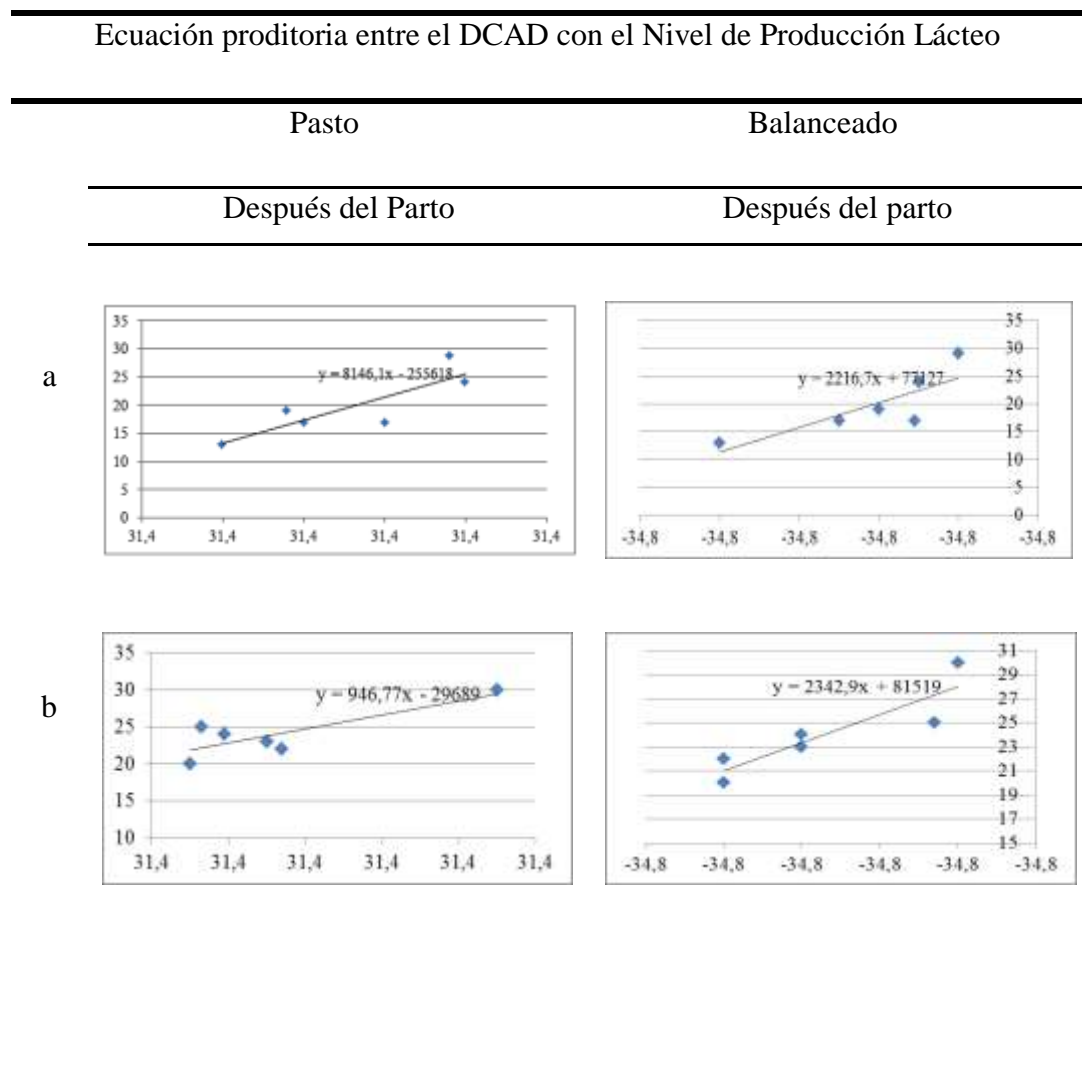 Ecuación proditoria entre el DCAD con el Nivel de Producción Lácteo
Pasto Balanceado
Después del Parto Después del parto
a
35
30
25
20
15
10
5
0
y = 8146,1x - 255618
31,4 31,4 31,4 31,4 31,4 31,4
35
30
25
20
15
10
5
0
y = 2216,7x + 77127
-34,8 -34,8 -34,8 -34,8 -34,8 -34,8
b
35
30
25
20
15
10
y = 946,77x - 29689
31,4 31,4 31,4 31,4 31,4 31,4
31
29
27
25
23
21
19
17
15
y = 2342,9x + 81519
-34,8 -34,8 -34,8 -34,8 -34,8 -34,8